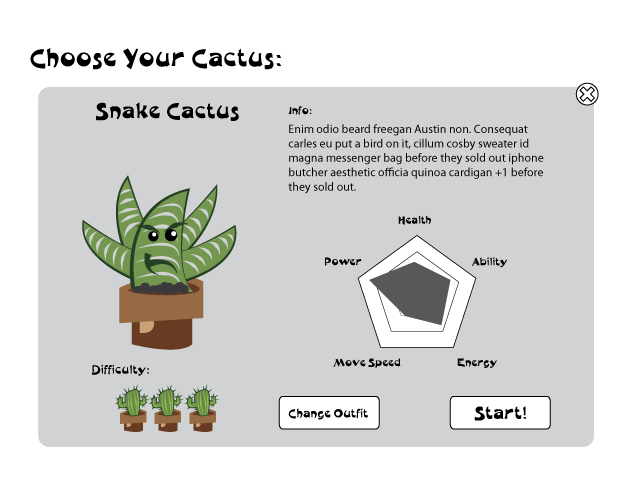 Choose Your Cactus:
Snake Cactus
Info:
Enim odio beard freegan Austin non. Consequat
carles eu put a bird on it, cillum cosby sweater id
magna messenger bag before they sold out iphone
butcher aesthetic officia quinoa cardigan +1 before
they sold out.
Health
Power
Ability
Move Speed
Energy
Difficulty:
Change Outfit
Start!